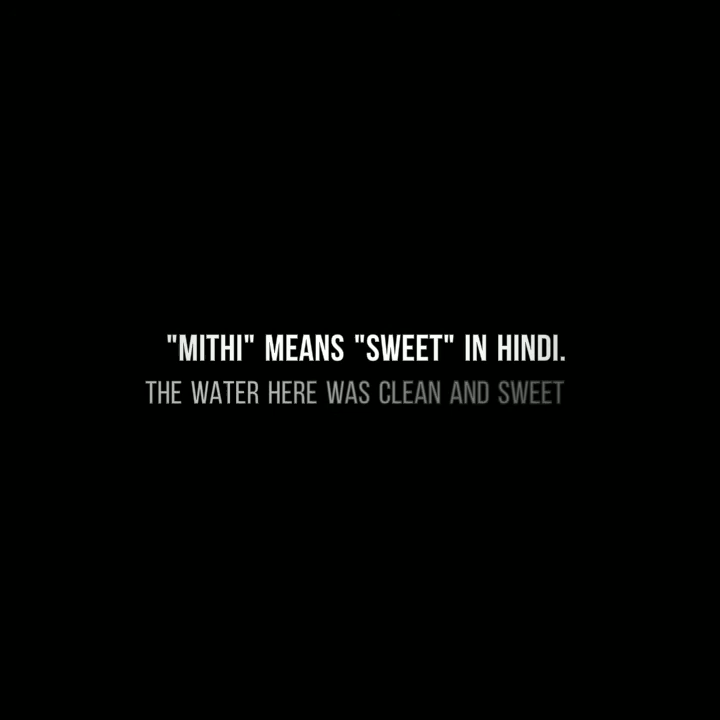 "MITHI" MEANS "SWEET" IN HINDI.
THE WATER HERE WAS CLEAN AND SWEET